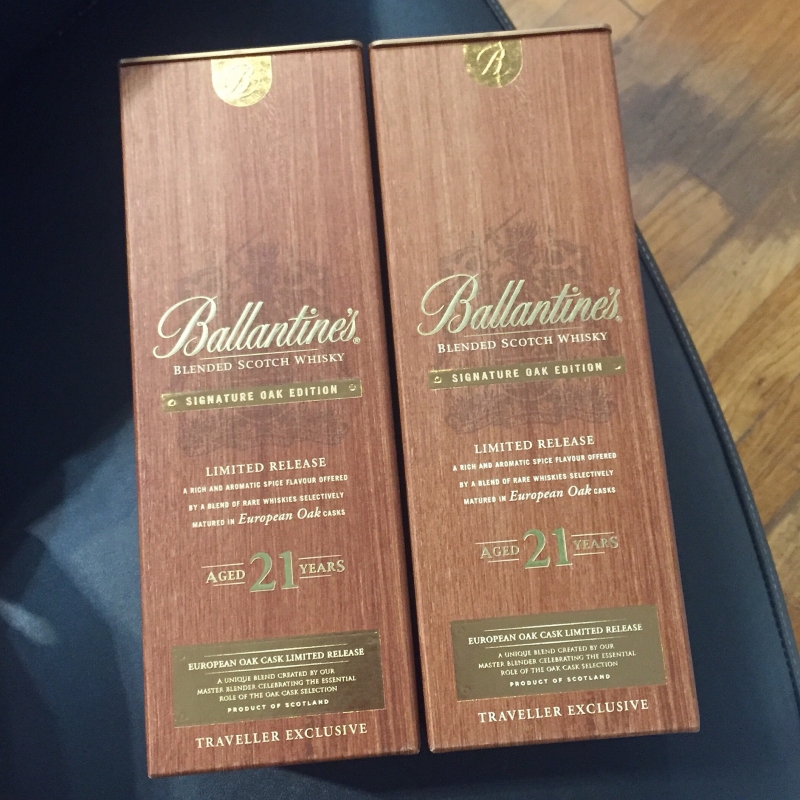 B
Ballantine's®
BLENDED SCOTCH WHISKY
SIGNATURE OAK EDITION
LIMITED RELEASE
A RICH AND AROMATIC SPICE FLAVOUR OFFERED
BY A BLEND OF RARE WHISKIES SELECTIVELY
MATURED IN European Oak CASKS
AGED 21 YEARS
EUROPEAN OAK CASK LIMITED RELEASE
A UNIQUE BLEND CREATED BY OUR
MASTER BLENDER CELEBRATING THE ESSENTIAL
ROLE OF THE OAK CASK SELECTION
PRODUCT OF SCOTLAND
TRAVELLER EXCLUSIVE
B
Ballantine's®
BLENDED SCOTCH WHISKY
SIGNATURE OAK EDITION
LIMITED RELEASE
A RICH AND AROMATIC SPICE FLAVOUR OFFERED
BY A BLEND OF RARE WHISKIES SELECTIVELY
MATURED IN European Oak CASKS
AGED 21 YEARS
EUROPEAN OAK CASK LIMITED RELEASE
A UNIQUE BLEND CREATED BY OUR
MASTER BLENDER CELEBRATING THE ESSENTIAL
ROLE OF THE OAK CASK SELECTION
PRODUCT OF SCOTLAND
TRAVELLER EXCLUSIVE